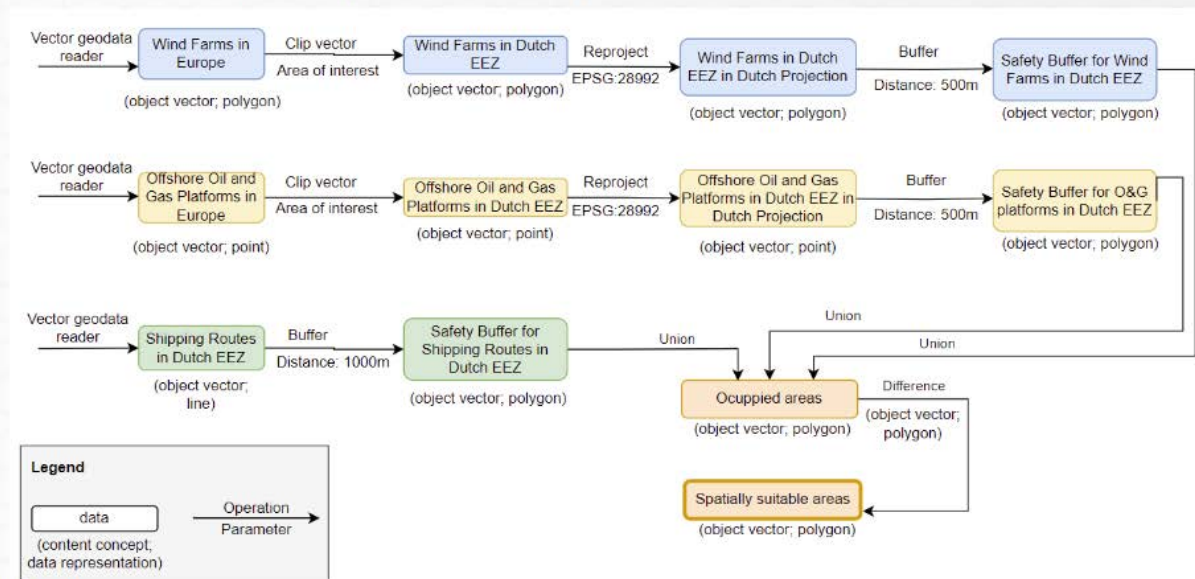 Vector geodata
reader
Wind Farms in
Europe
(object vector; polygon)
Clip vector
Area of interest
Wind Farms in Dutch
EEZ
(object vector; polygon)
Reproject
EPSG:28992
Wind Farms in Dutch
EEZ in Dutch Projection
(object vector; polygon)
Buffer
Distance: 500m
Safety Buffer for Wind
Farms in Dutch EEZ
(object vector; polygon)
Vector geodata
reader
Offshore Oil and
Gas Platforms in
Europe
(object vector; point)
Clip vector
Area of interest
Offshore Oil and Gas
Platforms in Dutch EEZ
(object vector; point)
Reproject
EPSG:28992
Offshore Oil and Gas
Platforms in Dutch EEZ in
Dutch Projection
(object vector; point)
Buffer
Distance: 500m
Safety Buffer for O&G
platforms in Dutch EEZ
(object vector; polygon)
Vector geodata
reader
Shipping Routes
in Dutch EEZ
(object vector;
line)
Buffer
Distance: 1000m
Safety Buffer for
Shipping Routes in
Dutch EEZ
(object vector; polygon)
Union
Union
Union
Ocuppied areas
(object vector; polygon)
Difference
(object vector;
polygon)
Spatially suitable areas
(object vector; polygon)
Legend
data
(content concept;
data representation)
Operation
Parameter